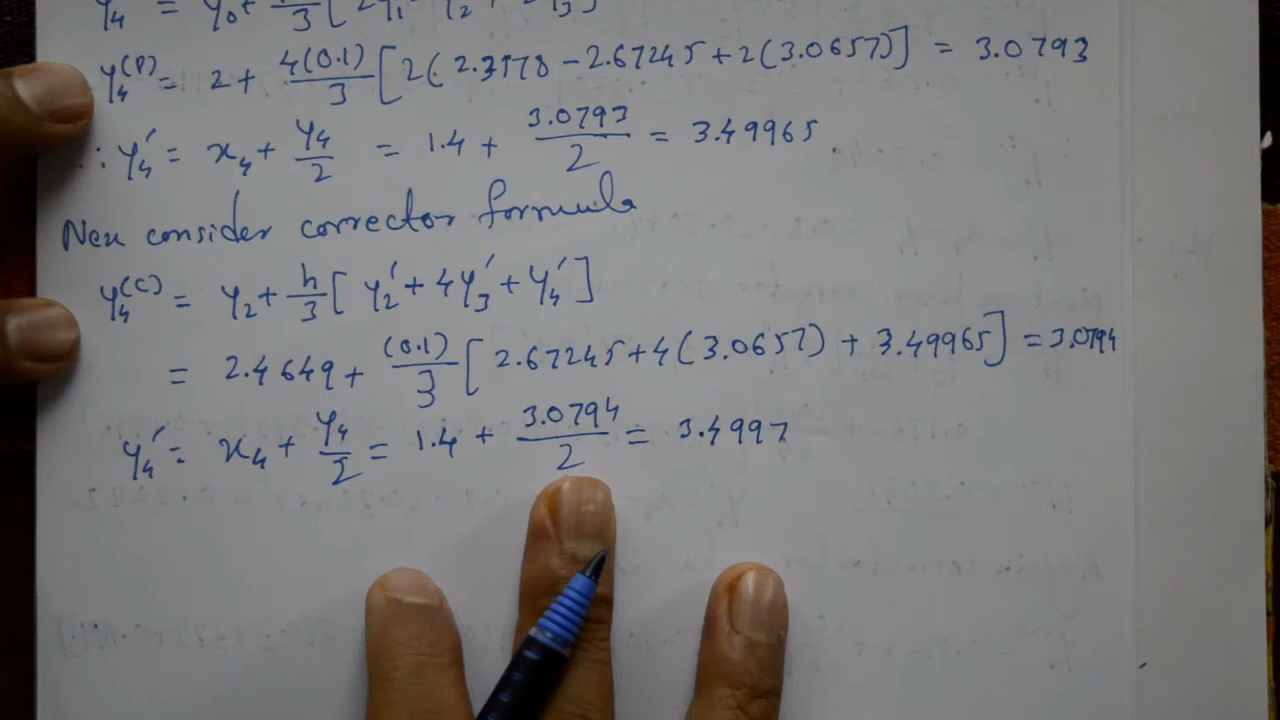 y₄⁽ᴾ⁾ = 2 + 4(0.1)/3 [2(2.3178 − 2.67245 + 2(3.0657)] = 3.0793
∴ y₄′ = x₄ + y₄/2 = 1.4 + 3.0793/2 = 3.49965.
Now consider corrector formula
y₄⁽ᶜ⁾ = y₂ + h/3 [y₂′ + 4y₃′ + y₄′]
= 2.4649 + (0.1)/3 [2.67245 + 4(3.0657) + 3.49965] = 3.0794
y₄′ = x₄ + y₄/2 = 1.4 + 3.0794/2 = 3.4997